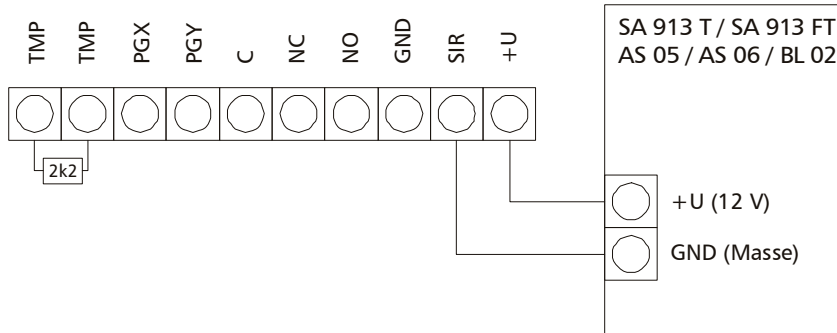 TMP
TMP
PGX
PGY
C
NC
NO
GND
SIR
+U
SA 913 T / SA 913 FT
AS 05 / AS 06 / BL 02
2k2
+U (12 V)
GND (Masse)